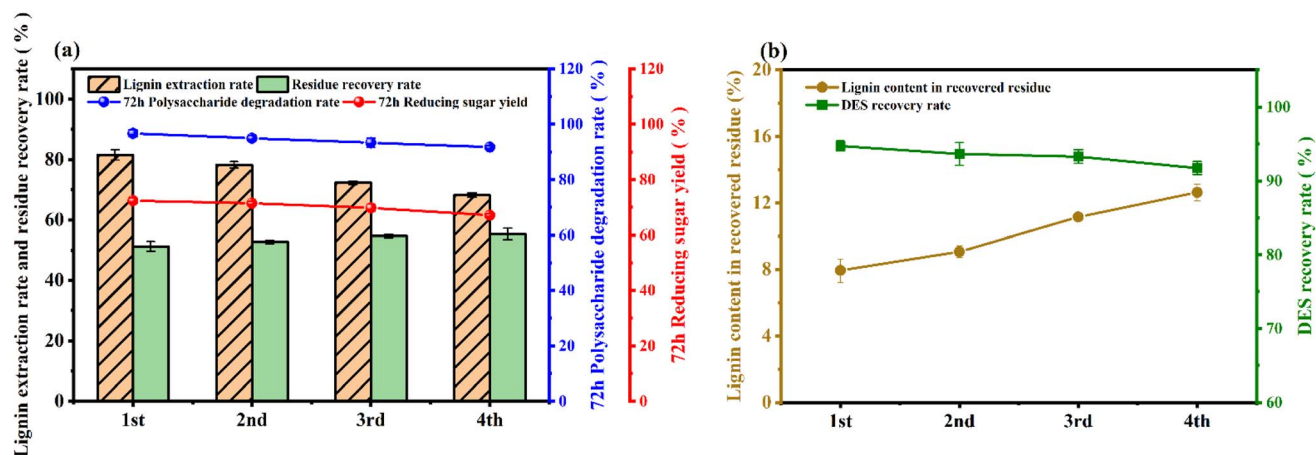 (a)
Lignin extraction rate and residue recovery rate ( % )
100
80
60
40
20
0
Lignin extraction rate
Residue recovery rate
72h Polysaccharide degradation rate
72h Reducing sugar yield
1st
2nd
3rd
4th
120
100
80
60
40
20
0
72h Polysaccharide degradation rate ( % )
120
100
80
60
40
20
0
72h Reducing sugar yield ( % )
(b)
Lignin content in recovered residue (%)
20
16
12
8
4
0
Lignin content in recovered residue
DES recovery rate
1st
2nd
3rd
4th
100
90
80
70
60
DES recovery rate ( % )